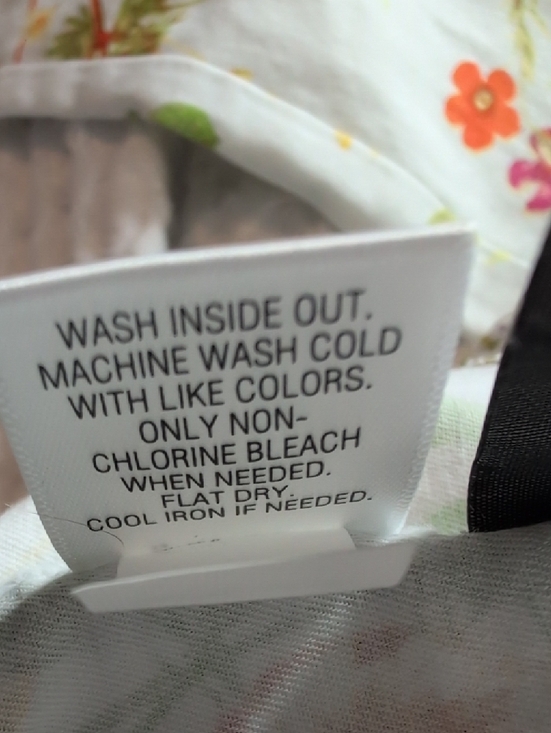 WASH INSIDE OUT.
MACHINE WASH COLD
WITH LIKE COLORS.
ONLY NON-
CHLORINE BLEACH
WHEN NEEDED.
FLAT DRY.
COOL IRON IF NEEDED.